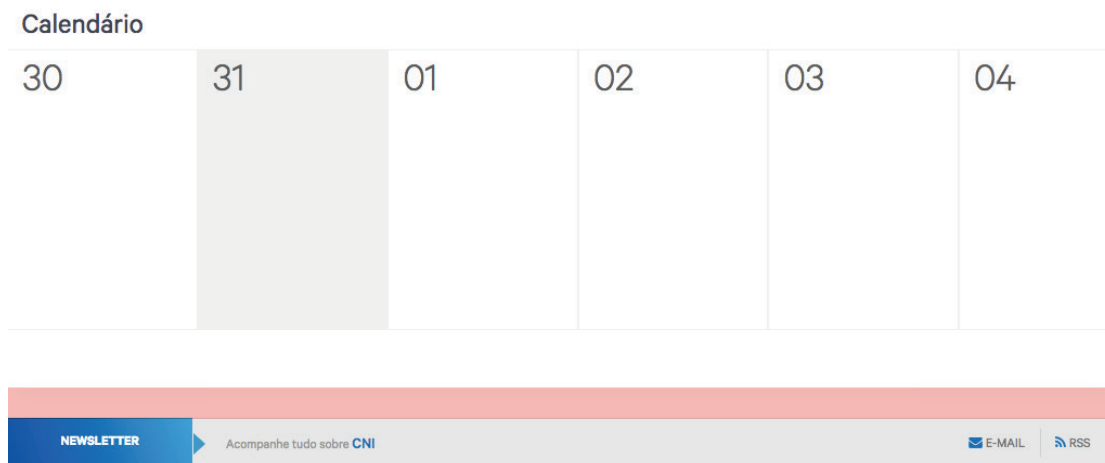 Calendário
30 31 01 02 03 04
NEWSLETTER Acompanhe tudo sobre CNI E-MAIL RSS